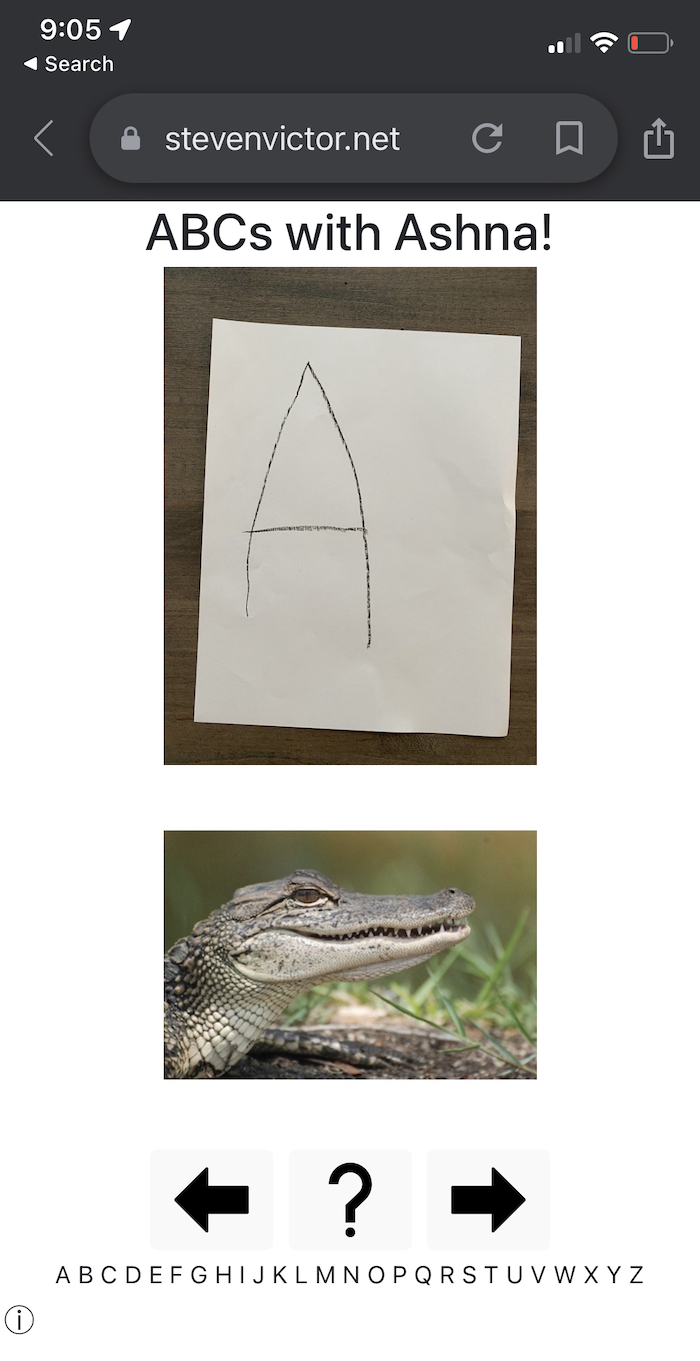 9:05
Search
stevenvictor.net
ABCs with Ashna!
A
?
A B C D E F G H I J K L M N O P Q R S T U V W X Y Z
i